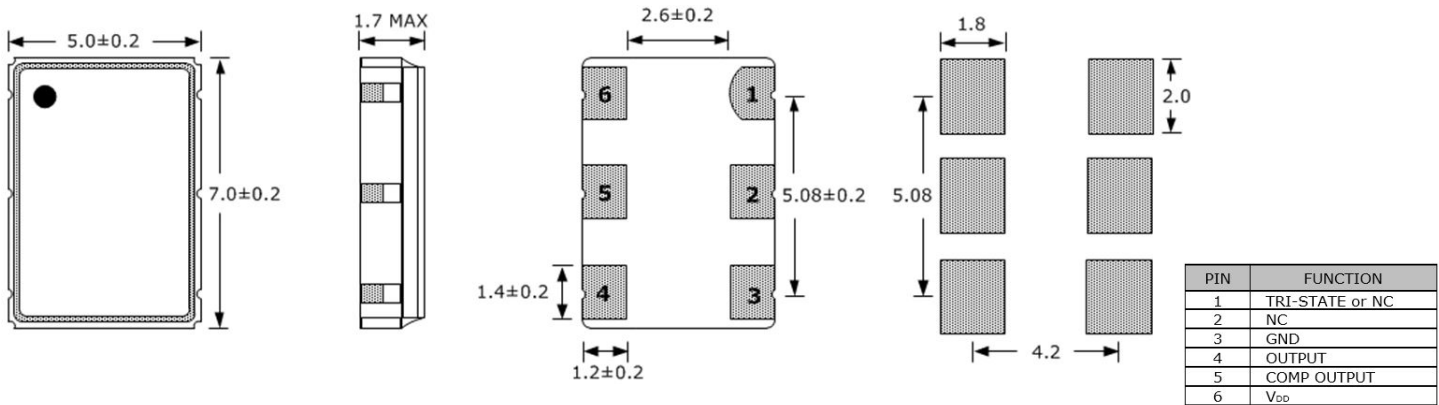 5.0±0.2
7.0±0.2
1.7 MAX
2.6±0.2
6
1
5
2
4
3
5.08±0.2
1.4±0.2
1.2±0.2
1.8
2.0
5.08
4.2
PIN FUNCTION
1 TRI-STATE or NC
2 NC
3 GND
4 OUTPUT
5 COMP OUTPUT
6 VDD